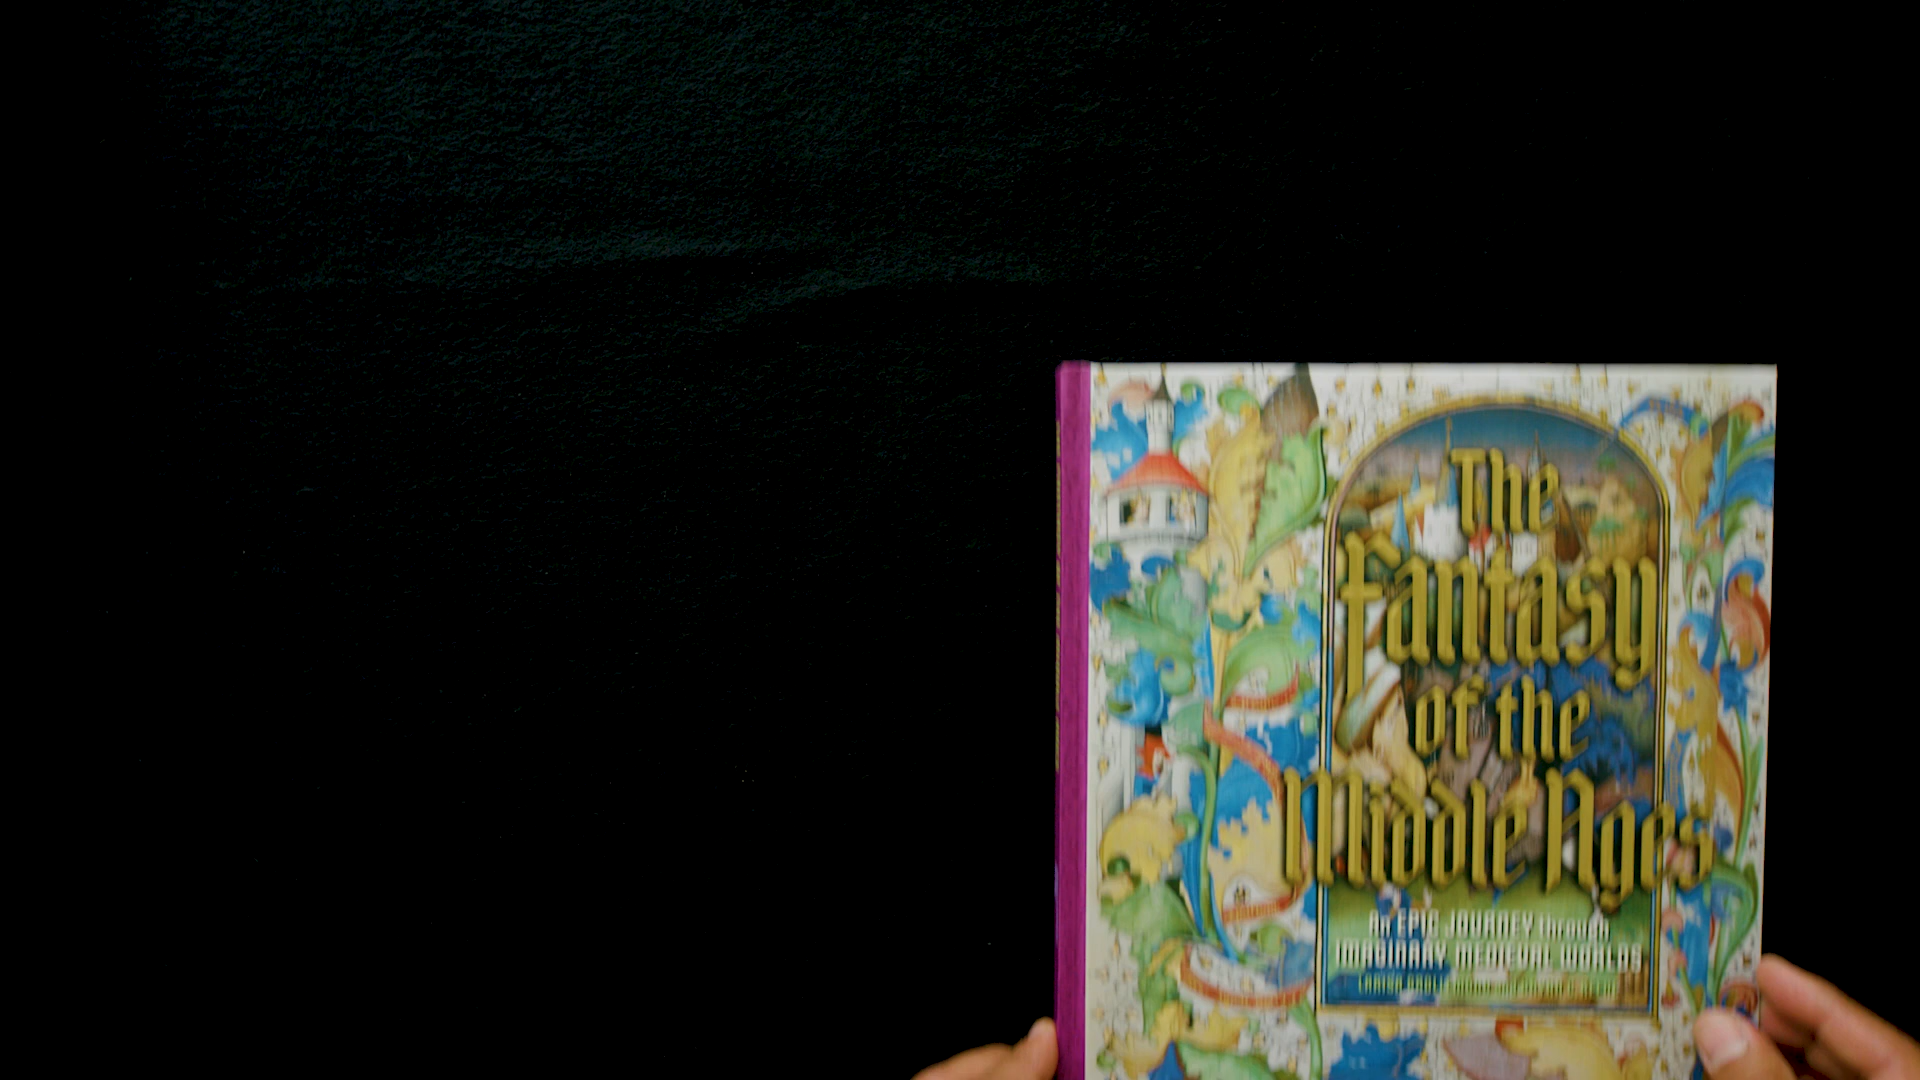 The
Fantasy
of the
Middle Ages
An EPIC JOURNEY through
IMAGINARY MEDIEVAL WORLDS